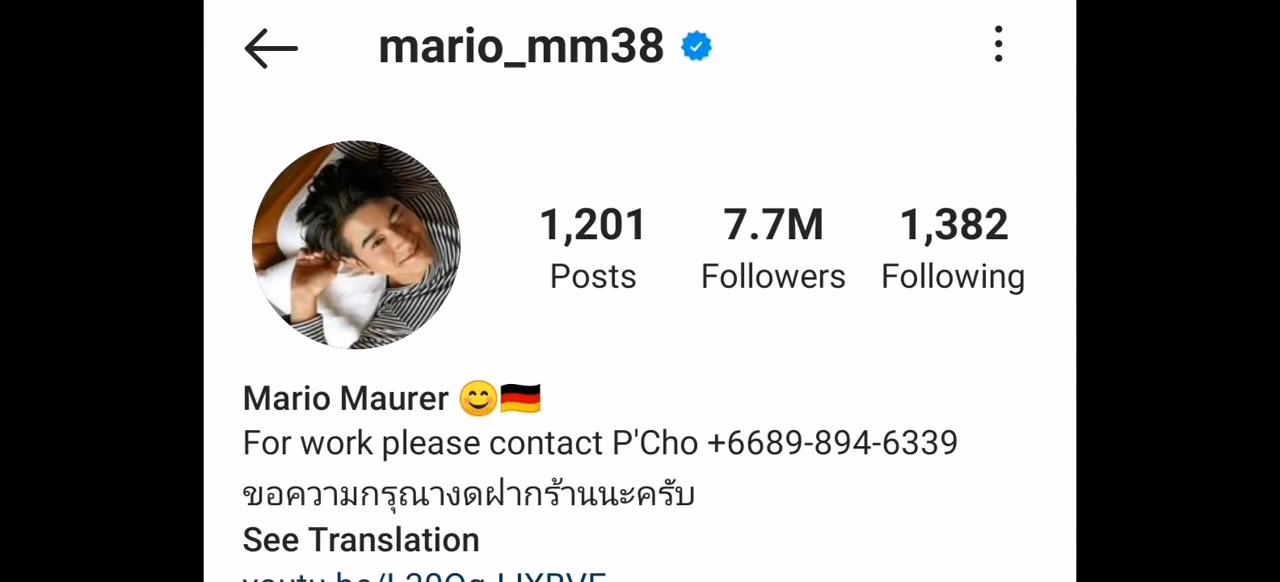 mario_mm38
1,201 7.7M 1,382
Posts Followers Following
Mario Maurer 😊🇩🇪
For work please contact P'Cho +6689-894-6339
ขอความกรุณางดฝากร้านนะครับ
See Translation